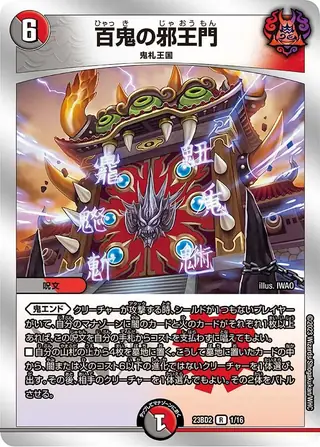 6
ひゃっき
じゃおうもん
百鬼の邪王門
鬼札王国
illus. IWAO
呪文
鬼エンド クリーチャーが攻撃する時、シールドが1つもないプレイヤー
がいて、自分のマナゾーンに闇のカードと火のカードがそれぞれ1枚以上
あれば、この呪文を自分の手札からコストを支払わずに唱えてもよい。
■自分の山札の上から4枚を墓地に置く。こうして墓地に置いたカードの中
から、闇または火のコスト6以下の進化ではないクリーチャーを1体選び、
出す。その後、相手のクリーチャーを1体選んでもよい。その2体をバトル
させる。
1
23BD2 R 1/16